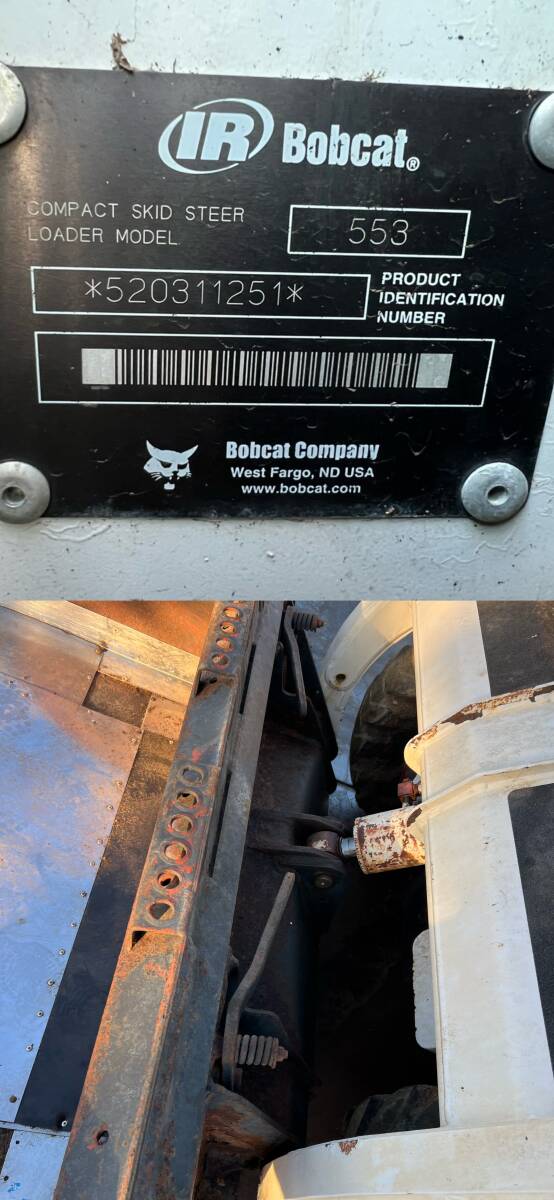 IR Bobcat®
COMPACT SKID STEER
LOADER MODEL
553
*520311251*
PRODUCT
IDENTIFICATION
NUMBER
Bobcat Company
West Fargo, ND USA
www.bobcat.com